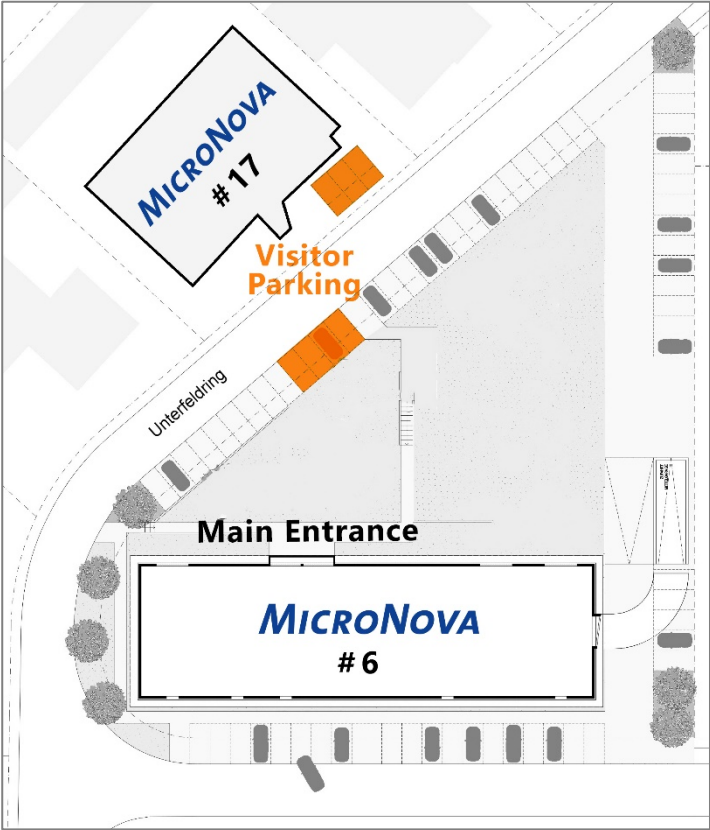 MICRONOVA
# 17
Visitor
Parking
Unterfeldring
Main Entrance
MICRONOVA
# 6